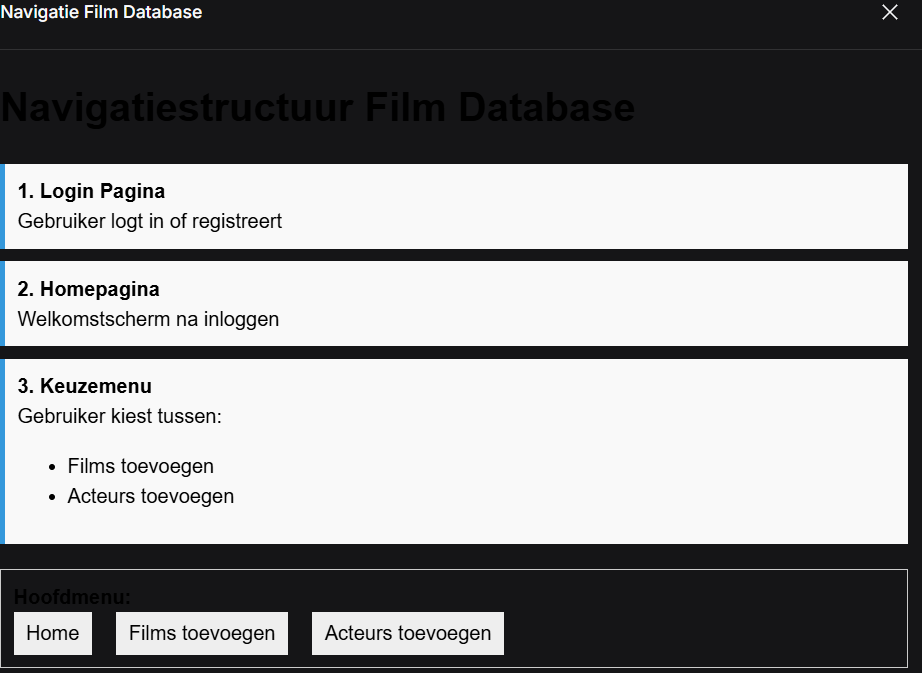 Navigatie Film Database
Navigatiestructuur Film Database
1. Login Pagina
Gebruiker logt in of registreert
2. Homepagina
Welkomstscherm na inloggen
3. Keuzemenu
Gebruiker kiest tussen:
• Films toevoegen
• Acteurs toevoegen
Hoofdmenu:
Home Films toevoegen Acteurs toevoegen